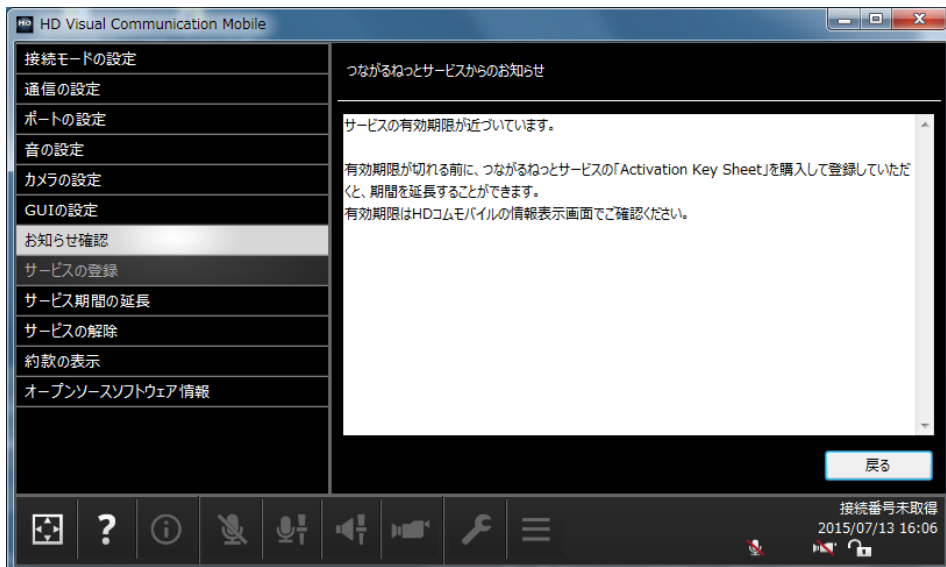 HD Visual Communication Mobile
接続モードの設定
通信の設定
ポートの設定
音の設定
カメラの設定
GUIの設定
お知らせ確認
サービスの登録
サービス期間の延長
サービスの解除
約款の表示
オープンソースソフトウェア情報
つながるねっとサービスからのお知らせ
サービスの有効期限が近づいています。
有効期限が切れる前に、つながるねっとサービスの｢Activation Key Sheet｣を購入して登録していただ
くと、期間を延長することができます。
有効期限はHDコムモバイルの情報表示画面でご確認ください。
戻る
接続番号未取得
2015/07/13 16:06